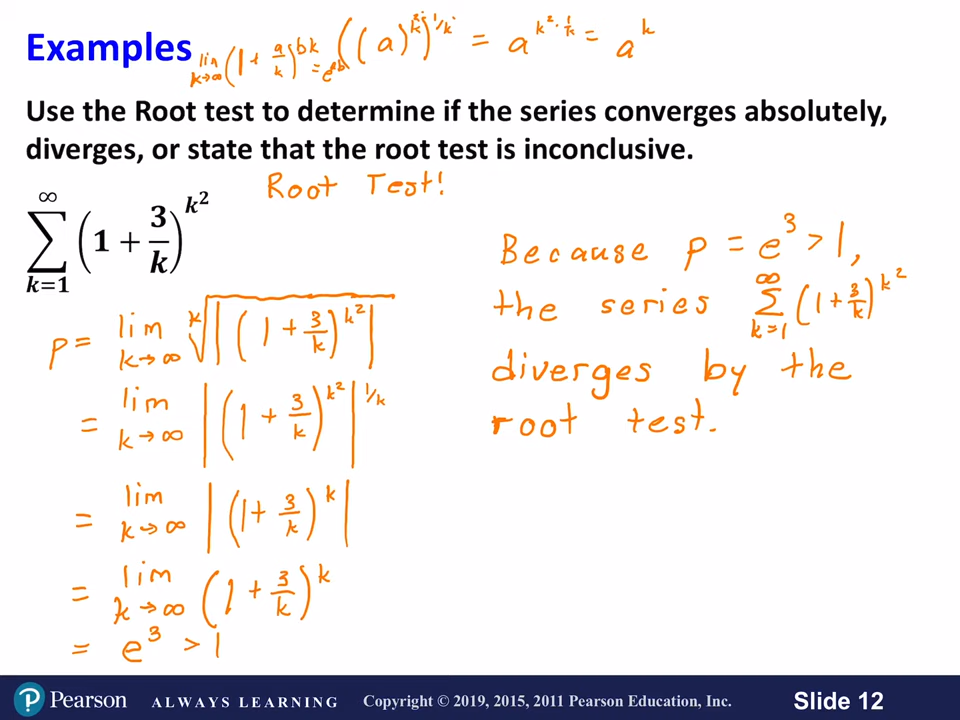 Examples
lim k→∞ (1 + a/k)^bk = e^ab ((a)^k²)^1/k = a^k²·1/k = a^k
Use the Root test to determine if the series converges absolutely,
diverges, or state that the root test is inconclusive.
Root Test!
∞ ∑ k=1 (1 + 3/k)^k²
ρ = lim k→∞ ᵏ√|(1 + 3/k)^k²|
= lim k→∞ |(1 + 3/k)^k²|^1/k
= lim k→∞ |(1 + 3/k)^k|
= lim k→∞ (1 + 3/k)^k
= e³ > 1
Because ρ = e³ > 1,
the series ∞ ∑ k=1 (1 + 3/k)^k²
diverges by the
root test.
Pearson ALWAYS LEARNING Copyright © 2019, 2015, 2011 Pearson Education, Inc. Slide 12